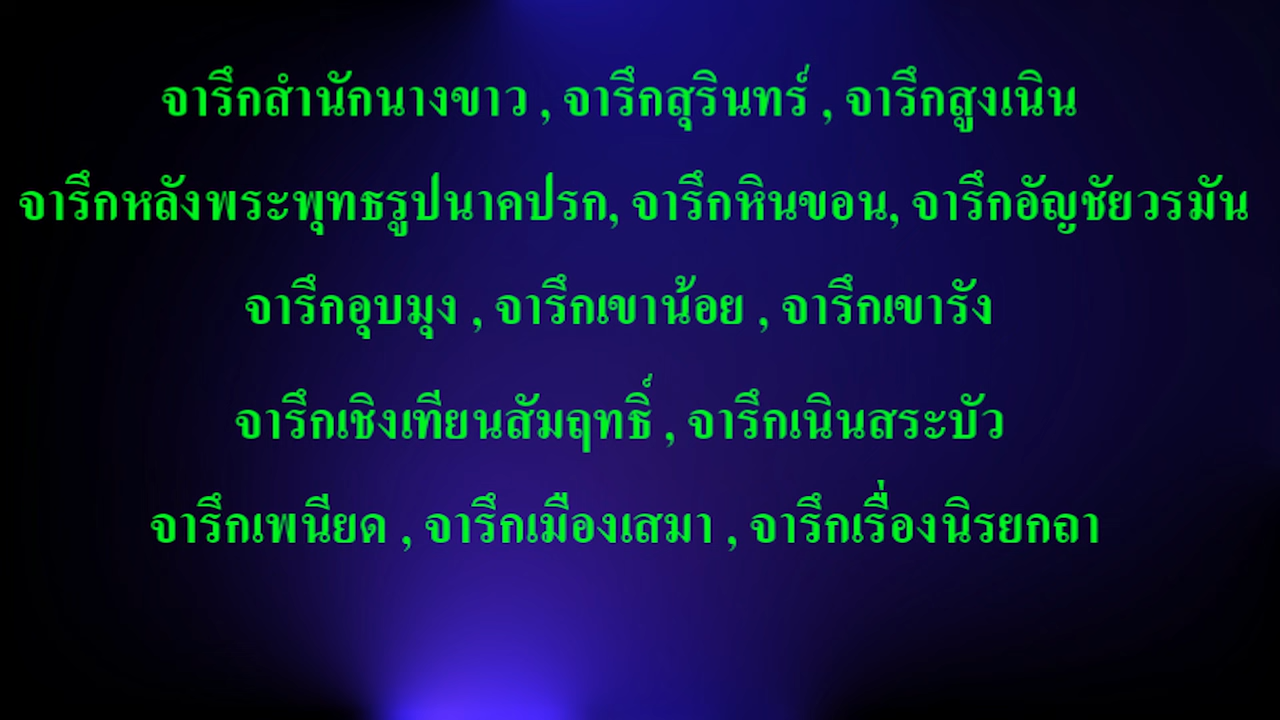 จารึกสำนักนางขาว , จารึกสุรินทร์ , จารึกสูงเนิน
จารึกหลังพระพุทธรูปนาคปรก, จารึกหินขอน, จารึกอัญชัยวรมัน
จารึกอุบมุง , จารึกเขาน้อย , จารึกเขารัง
จารึกเชิงเทียนสัมฤทธิ์ , จารึกเนินสระบัว
จารึกเพนียด , จารึกเมืองเสมา , จารึกเรื่องนิรยกถา